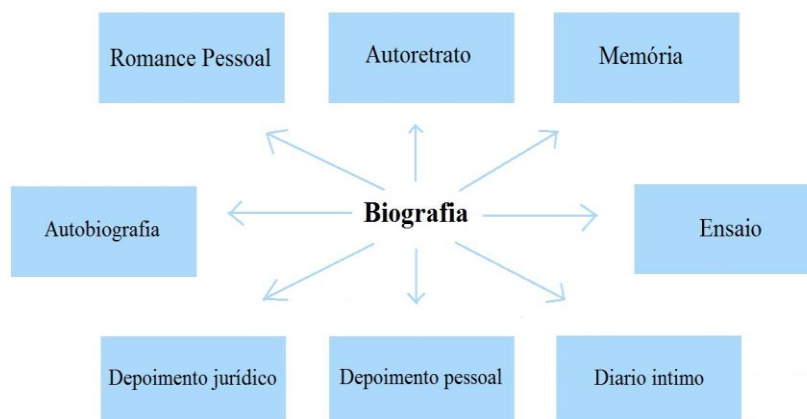 Romance Pessoal
Autoretrato
Memória
Autobiografia
Biografia
Ensaio
Depoimento jurídico
Depoimento pessoal
Diario intimo